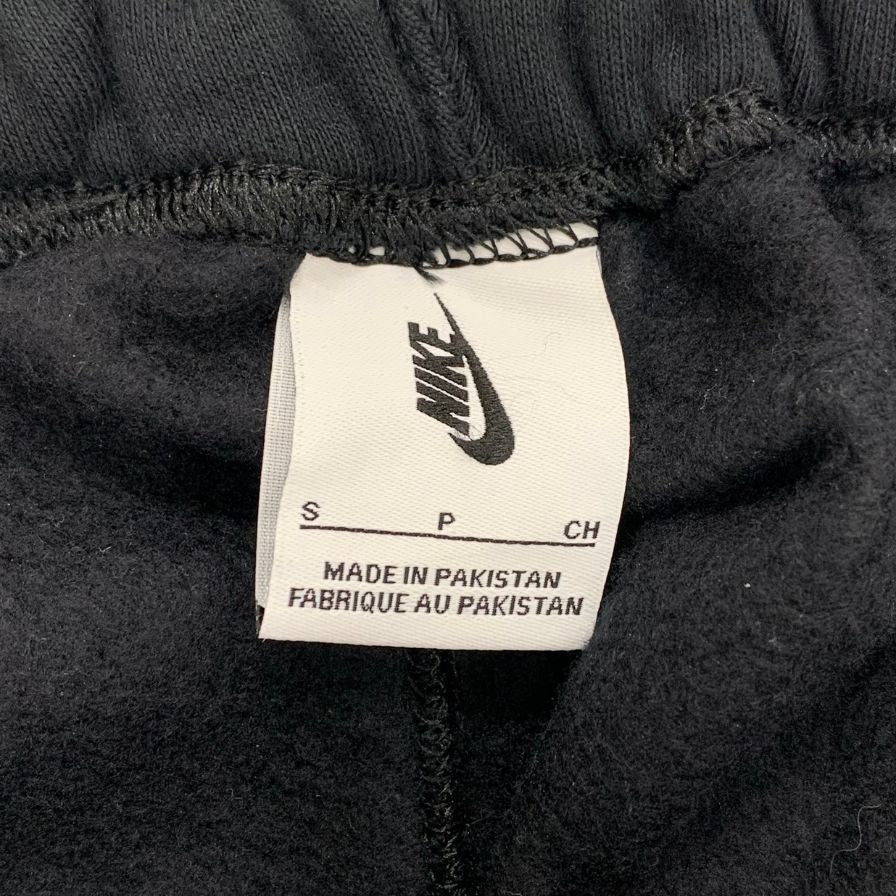 NIKE
S P CH
MADE IN PAKISTAN
FABRIQUE AU PAKISTAN